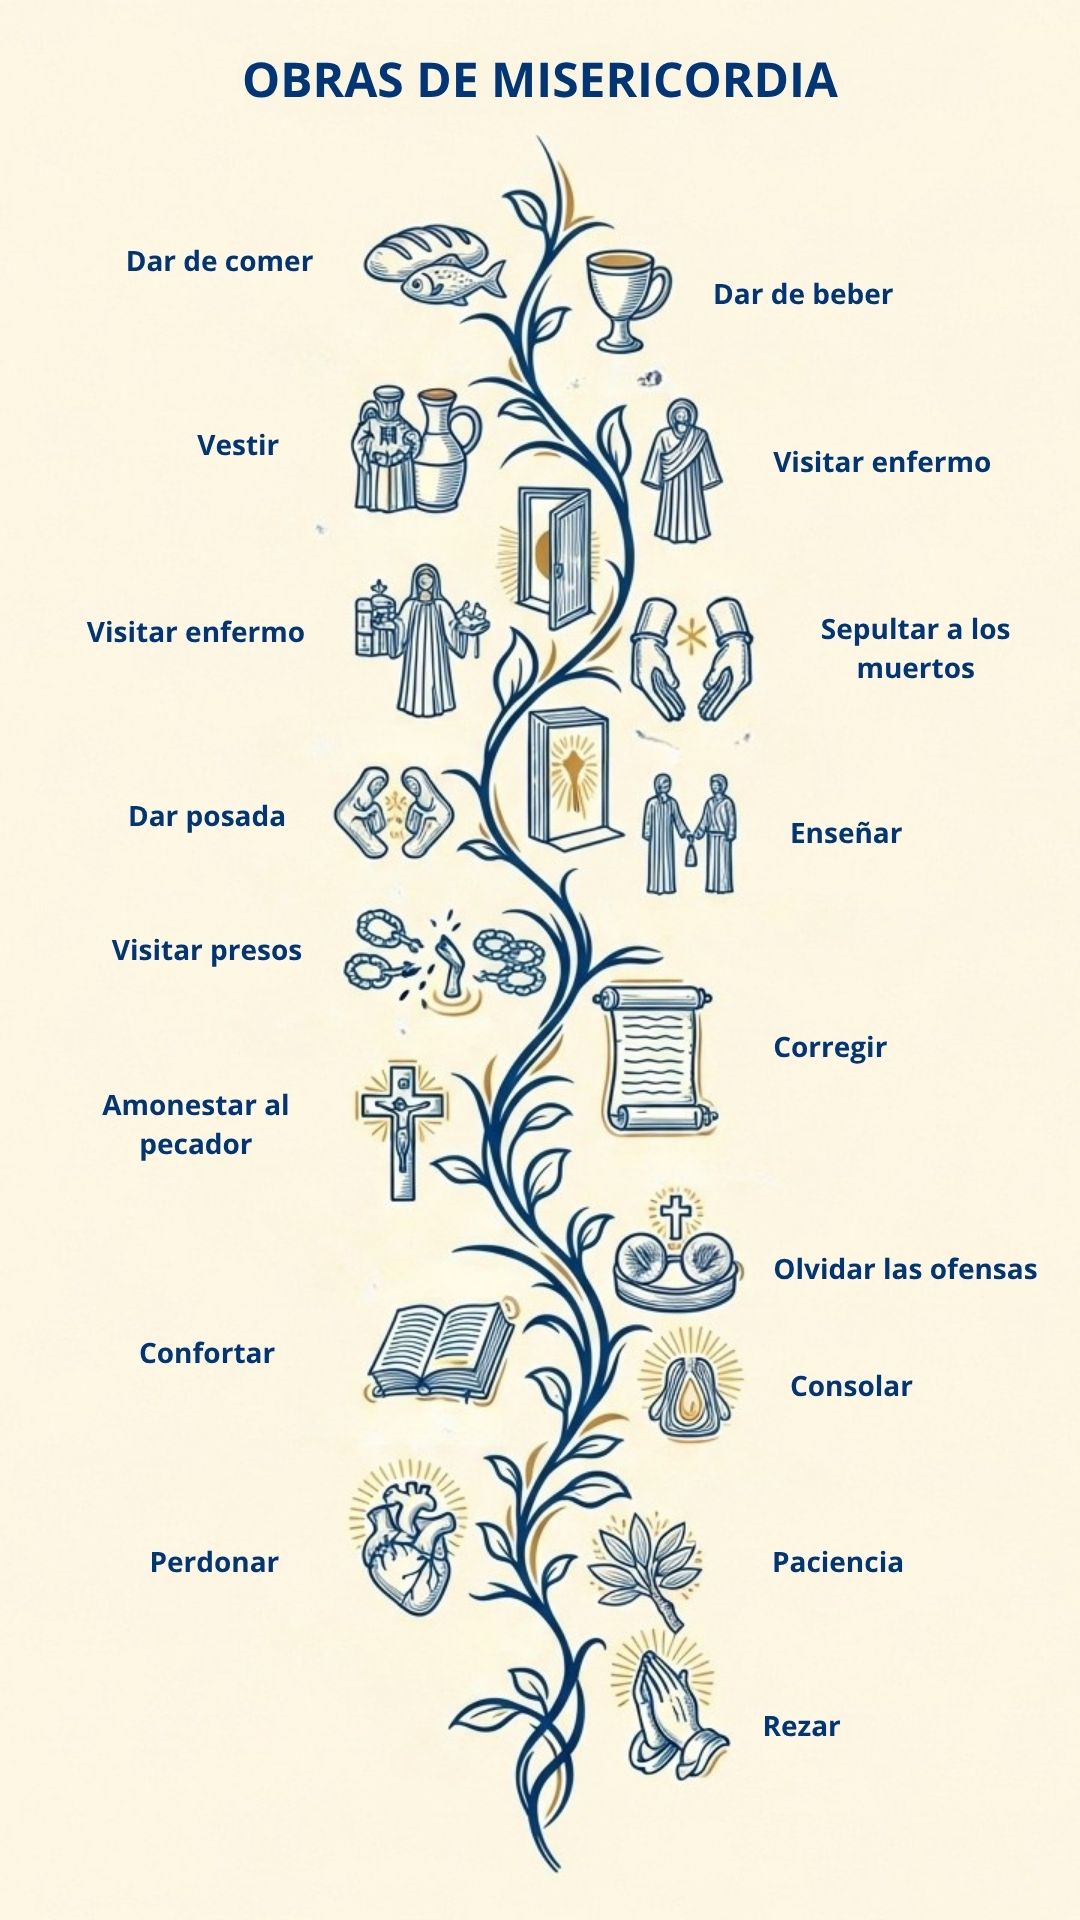 OBRAS DE MISERICORDIA
Dar de comer
Dar de beber
Vestir
Visitar enfermo
Visitar enfermo
Sepultar a los
muertos
Dar posada
Enseñar
Visitar presos
Corregir
Amonestar al
pecador
Olvidar las ofensas
Confortar
Consolar
Perdonar
Paciencia
Rezar